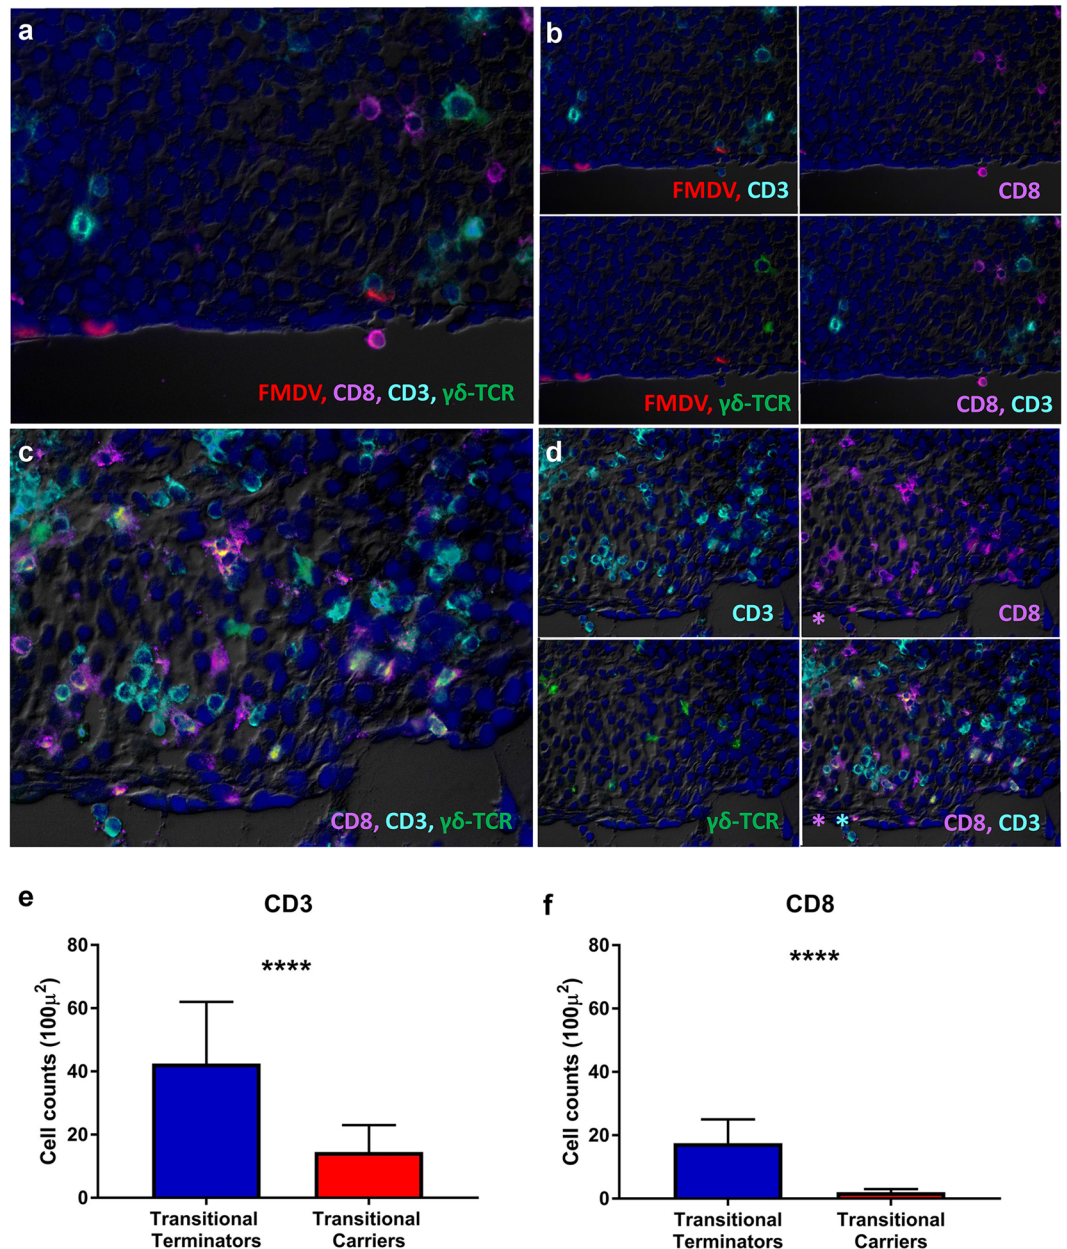 a
FMDV, CD8, CD3, γδ-TCR
b
FMDV, CD3
CD8
FMDV, γδ-TCR
CD8, CD3
c
CD8, CD3, γδ-TCR
d
CD3
* CD8
γδ-TCR
* * CD8, CD3
e
CD3
****
Cell counts (100μ²)
80
60
40
20
0
Transitional Terminators
Transitional Carriers
f
CD8
****
Cell counts (100μ²)
80
60
40
20
0
Transitional Terminators
Transitional Carriers